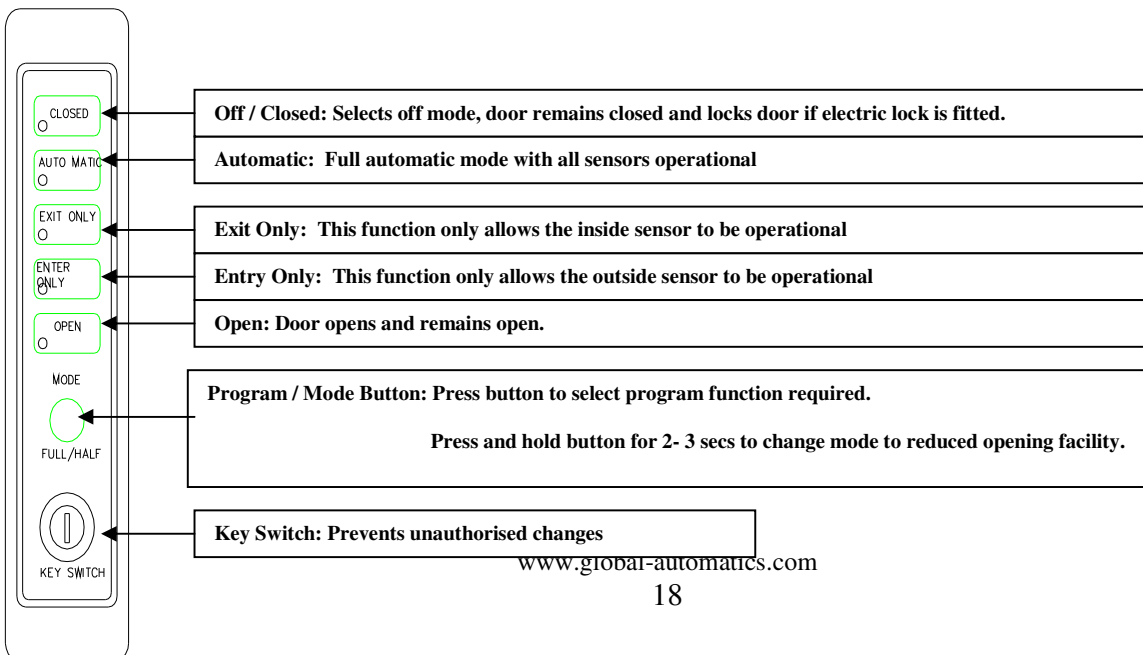 CLOSED
Off / Closed: Selects off mode, door remains closed and locks door if electric lock is fitted.
AUTO MATIC
Automatic: Full automatic mode with all sensors operational
EXIT ONLY
Exit Only: This function only allows the inside sensor to be operational
ENTER
ONLY
Entry Only: This function only allows the outside sensor to be operational
OPEN
Open: Door opens and remains open.
MODE
Program / Mode Button: Press button to select program function required.
Press and hold button for 2- 3 secs to change mode to reduced opening facility.
FULL/HALF
Key Switch: Prevents unauthorised changes
KEY SWITCH
www.global-automatics.com
18